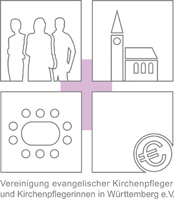 Vereinigung evangelischer Kirchenpfleger
und Kirchenpflegerinnen in Württemberg e.V.